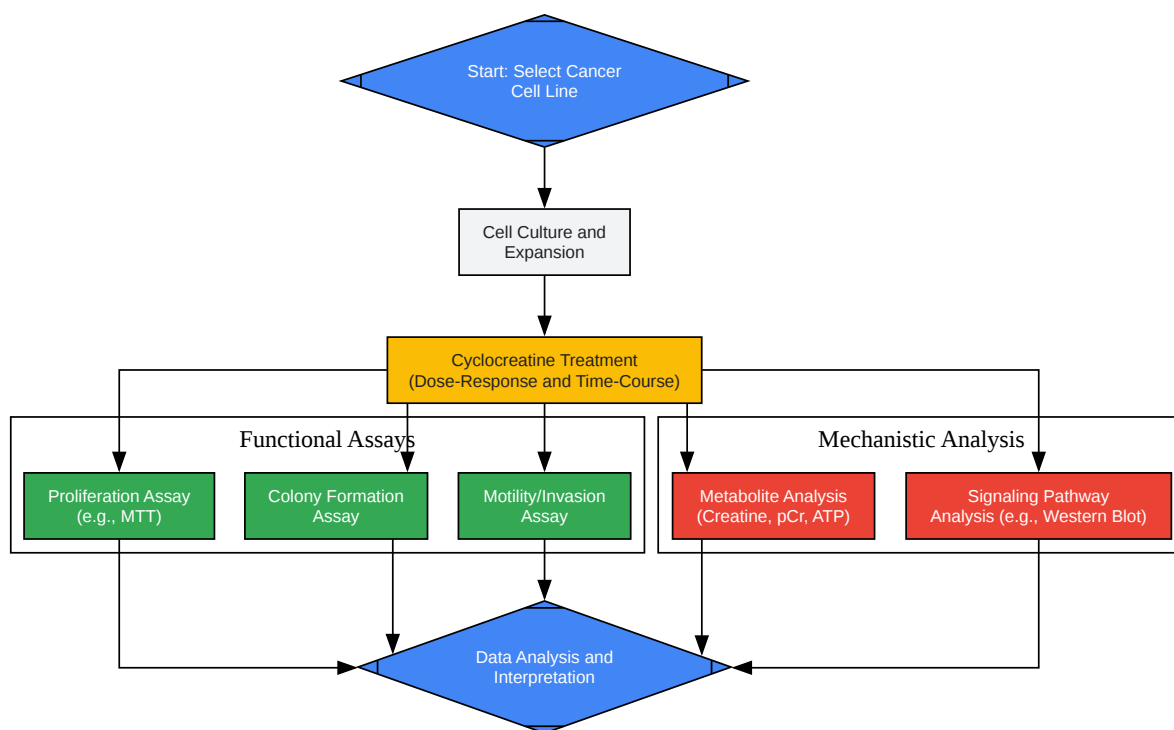 Start: Select Cancer
Cell Line
Cell Culture and
Expansion
Cyclocreatine Treatment
(Dose-Response and Time-Course)
Functional Assays
Mechanistic Analysis
Proliferation Assay
(e.g., MTT)
Colony Formation
Assay
Motility/Invasion
Assay
Metabolite Analysis
(Creatine, pCr, ATP)
Signaling Pathway
Analysis (e.g., Western Blot)
Data Analysis and
Interpretation